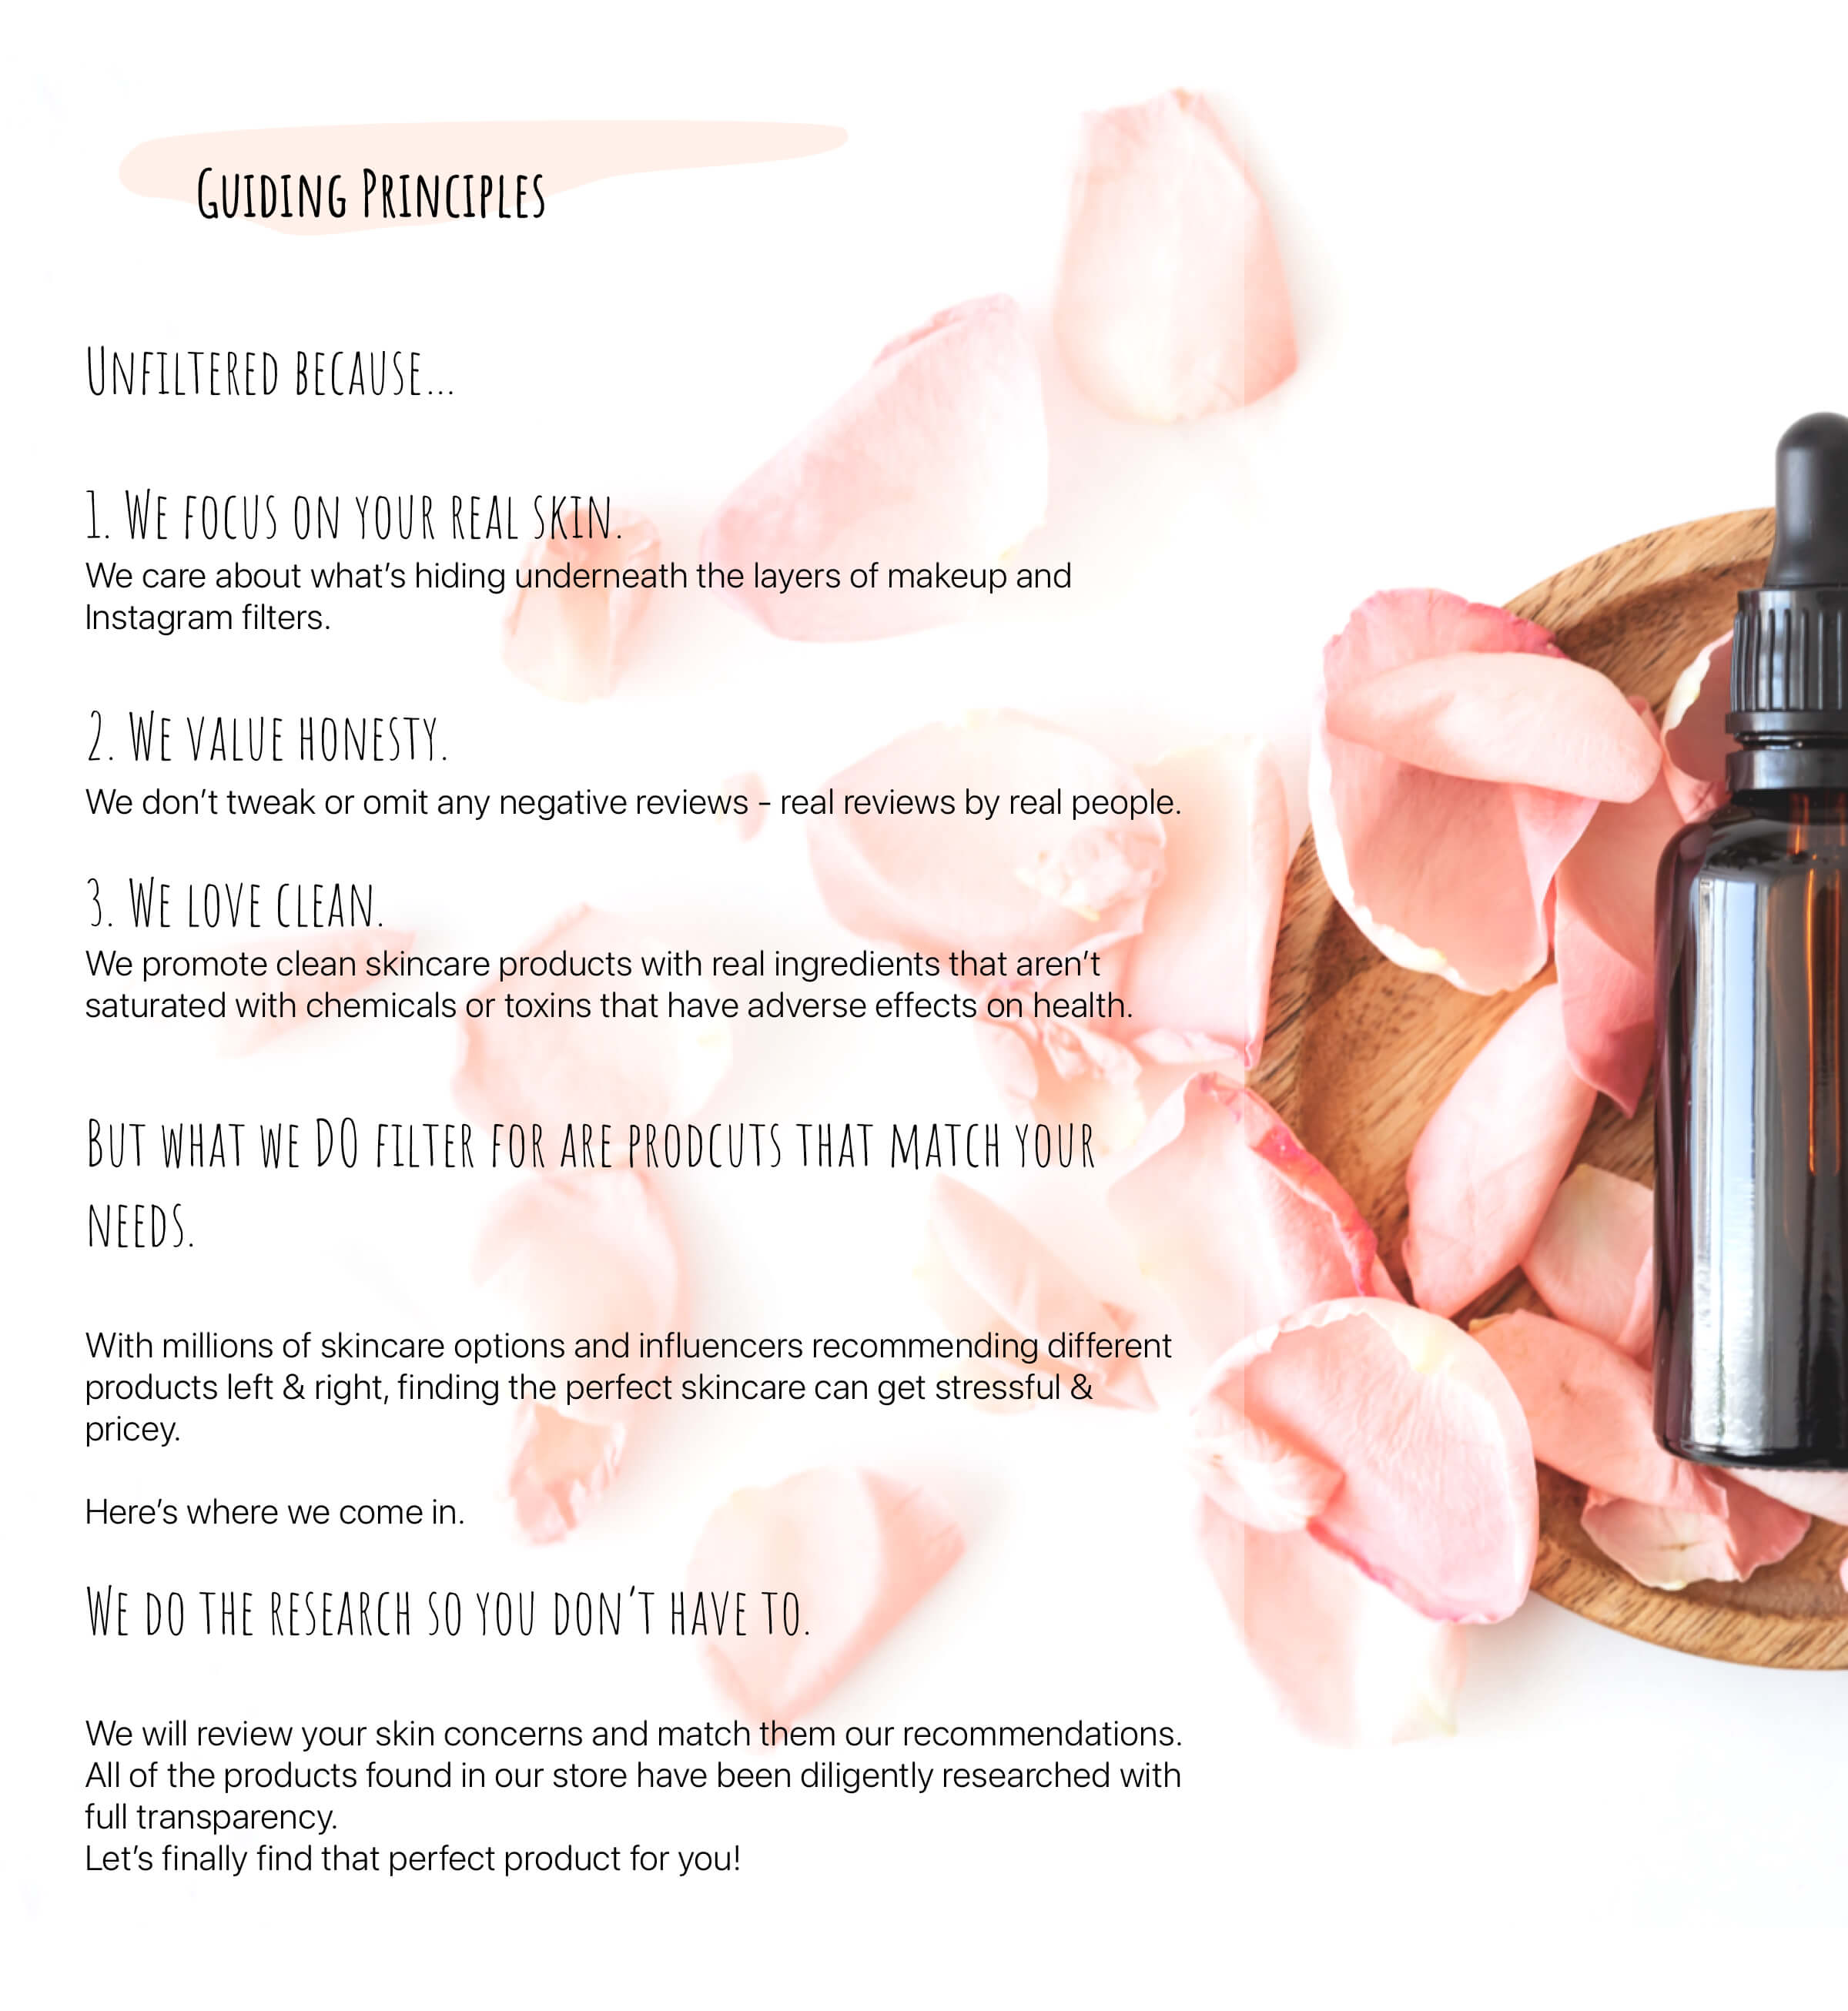 Guiding Principles
Unfiltered because...
1. We focus on your real skin.
We care about what's hiding underneath the layers of makeup and
Instagram filters.
2. We value honesty.
We don't tweak or omit any negative reviews - real reviews by real people.
3. We love clean.
We promote clean skincare products with real ingredients that aren't
saturated with chemicals or toxins that have adverse effects on health.
But what we DO filter for are prodcuts that match your
needs.
With millions of skincare options and influencers recommending different
products left & right, finding the perfect skincare can get stressful &
pricey.
Here's where we come in.
We do the research so you don't have to.
We will review your skin concerns and match them our recommendations.
All of the products found in our store have been diligently researched with
full transparency.
Let's finally find that perfect product for you!